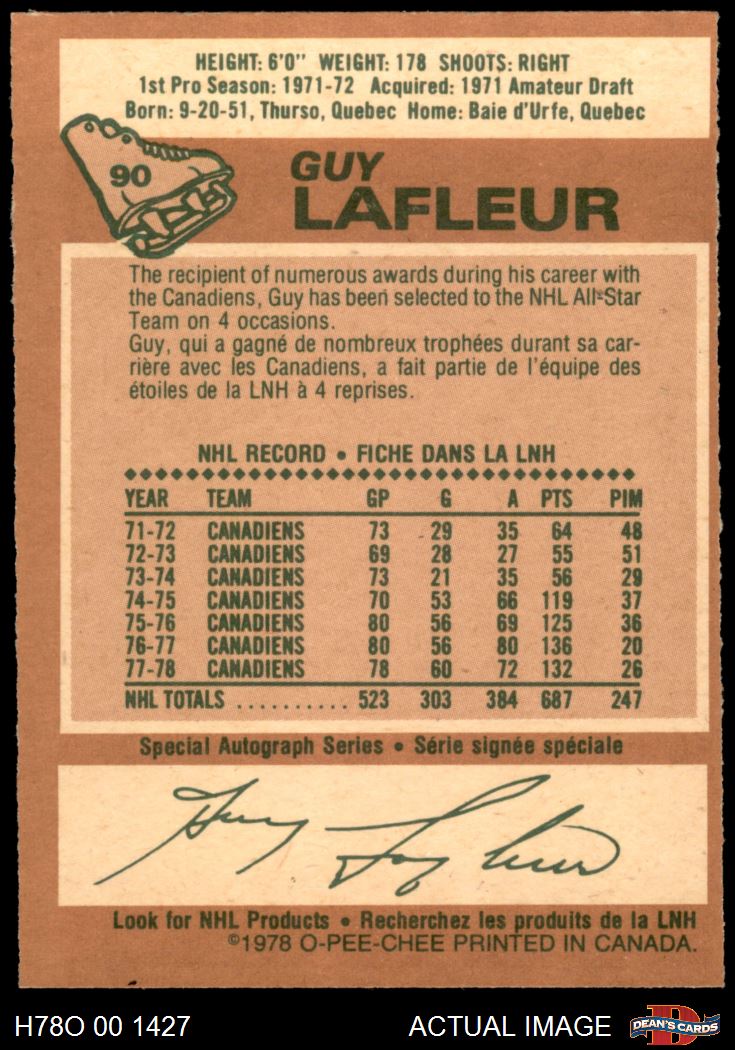 HEIGHT: 6'0" WEIGHT: 178 SHOOTS: RIGHT
1st Pro Season: 1971-72 Acquired: 1971 Amateur Draft
Born: 9-20-51, Thurso, Quebec Home: Baie d'Urfe, Quebec
90
GUY
LAFLEUR
The recipient of numerous awards during his career with
the Canadiens, Guy has been selected to the NHL All-Star
Team on 4 occasions.
Guy, qui a gagné de nombreux trophées durant sa car-
rière avec les Canadiens, a fait partie de l'équipe des
étoiles de la LNH à 4 reprises.
NHL RECORD • FICHE DANS LA LNH
YEAR TEAM GP G A PTS PIM
71-72 CANADIENS 73 29 35 64 48
72-73 CANADIENS 69 28 27 55 51
73-74 CANADIENS 73 21 35 56 29
74-75 CANADIENS 70 53 66 119 37
75-76 CANADIENS 80 56 69 125 36
76-77 CANADIENS 80 56 80 136 20
77-78 CANADIENS 78 60 72 132 26
NHL TOTALS .......... 523 303 384 687 247
Special Autograph Series • Série signée spéciale
Guy Lafleur
Look for NHL Products • Recherchez les produits de la LNH
©1978 O-PEE-CHEE PRINTED IN CANADA.
H78O 00 1427 ACTUAL IMAGE D DEAN'S CARDS